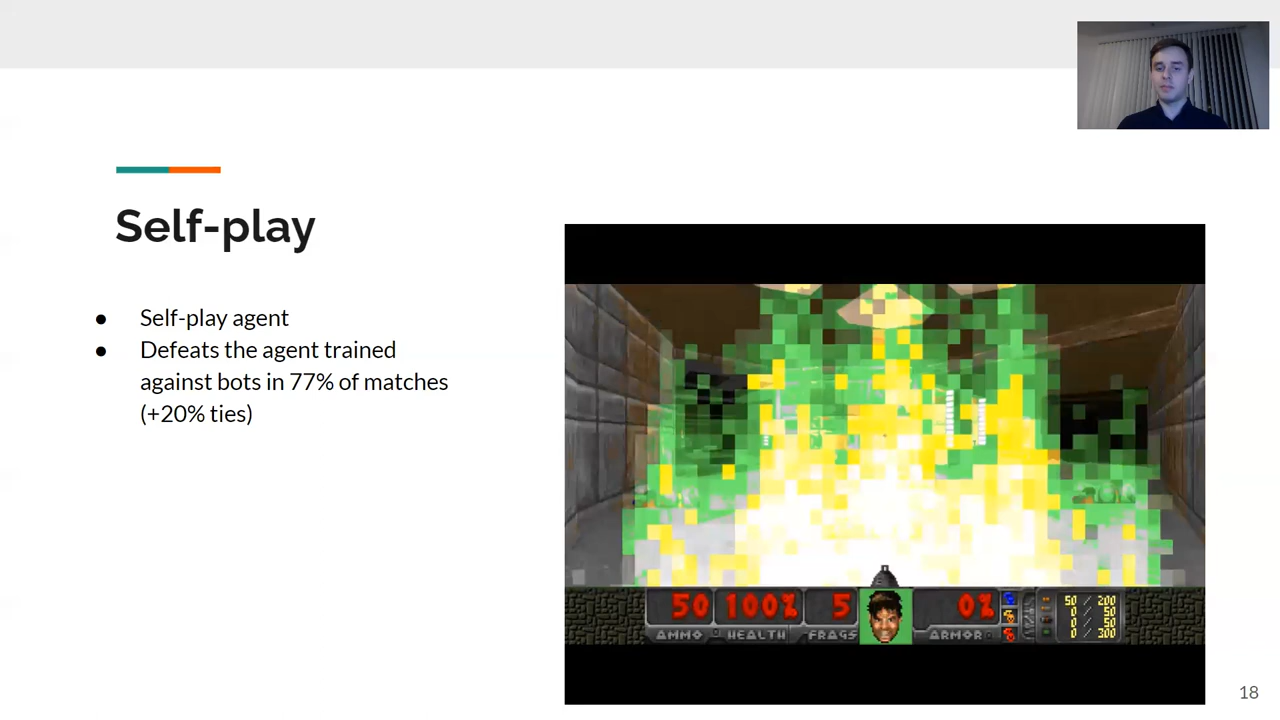 Self-play
● Self-play agent
● Defeats the agent trained
against bots in 77% of matches
(+20% ties)
50 100% 5 0%
AMMO HEALTH FRAGS ARMOR
50 / 200
0 / 50
0 / 50
0 / 300
18